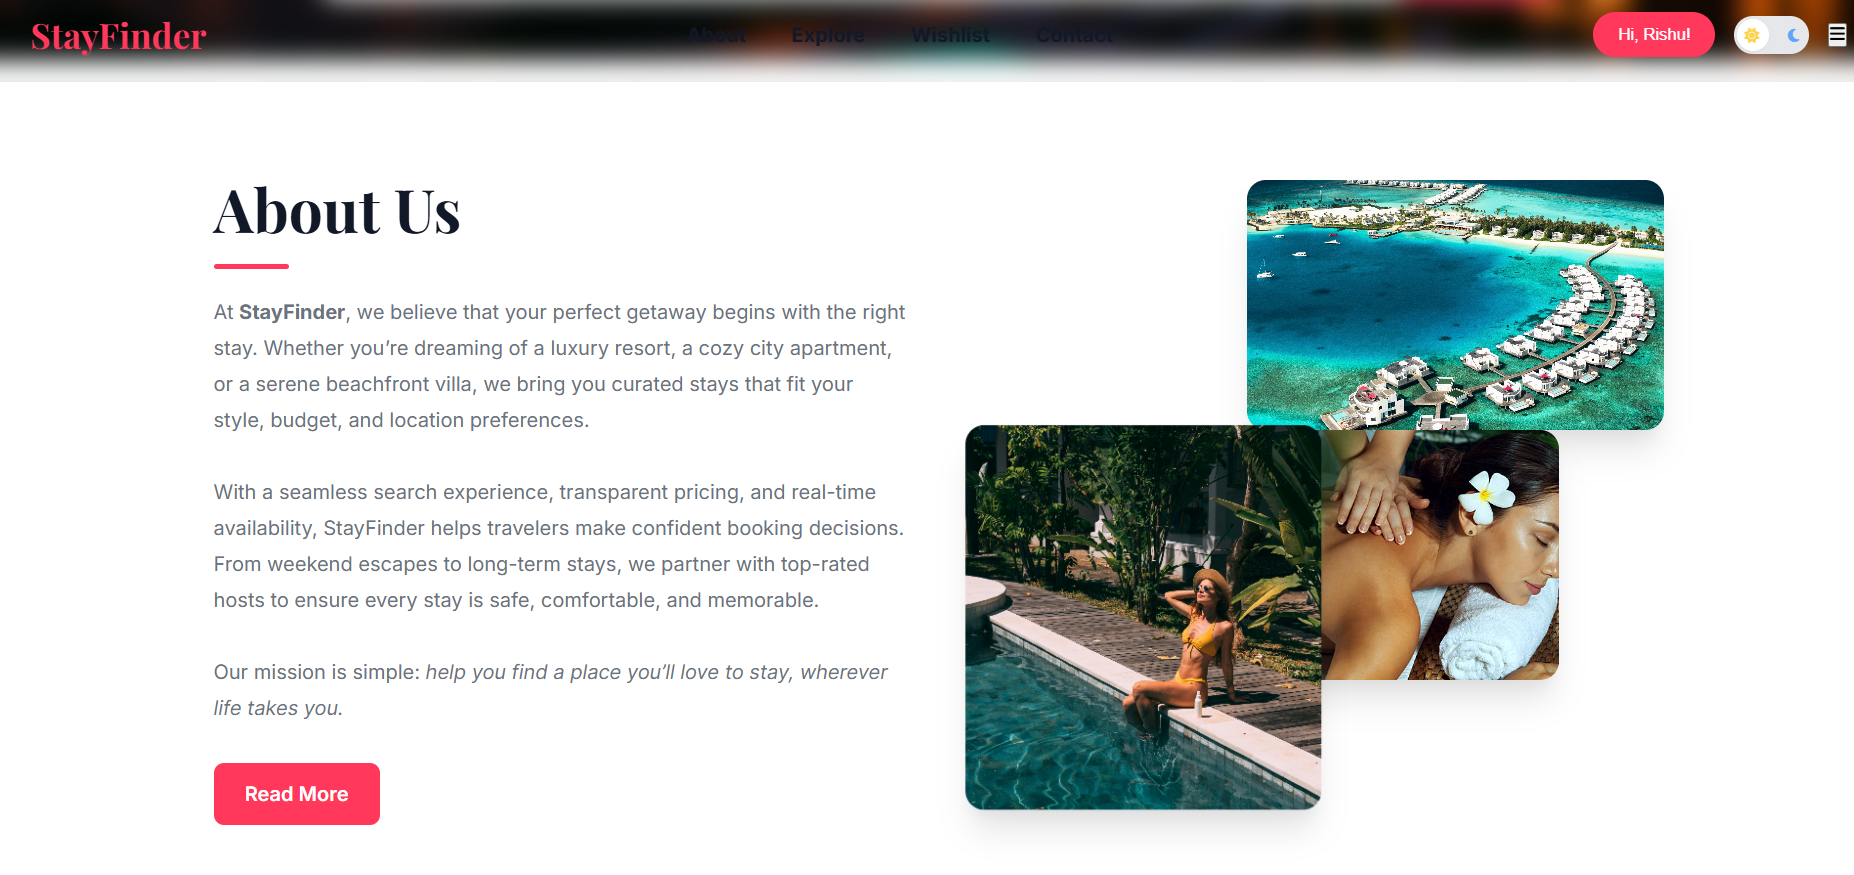 StayFinder
About Explore Wishlist Contact
Hi, Rishu!
About Us
At StayFinder, we believe that your perfect getaway begins with the right
stay. Whether you’re dreaming of a luxury resort, a cozy city apartment,
or a serene beachfront villa, we bring you curated stays that fit your
style, budget, and location preferences.
With a seamless search experience, transparent pricing, and real-time
availability, StayFinder helps travelers make confident booking decisions.
From weekend escapes to long-term stays, we partner with top-rated
hosts to ensure every stay is safe, comfortable, and memorable.
Our mission is simple: help you find a place you’ll love to stay, wherever
life takes you.
Read More